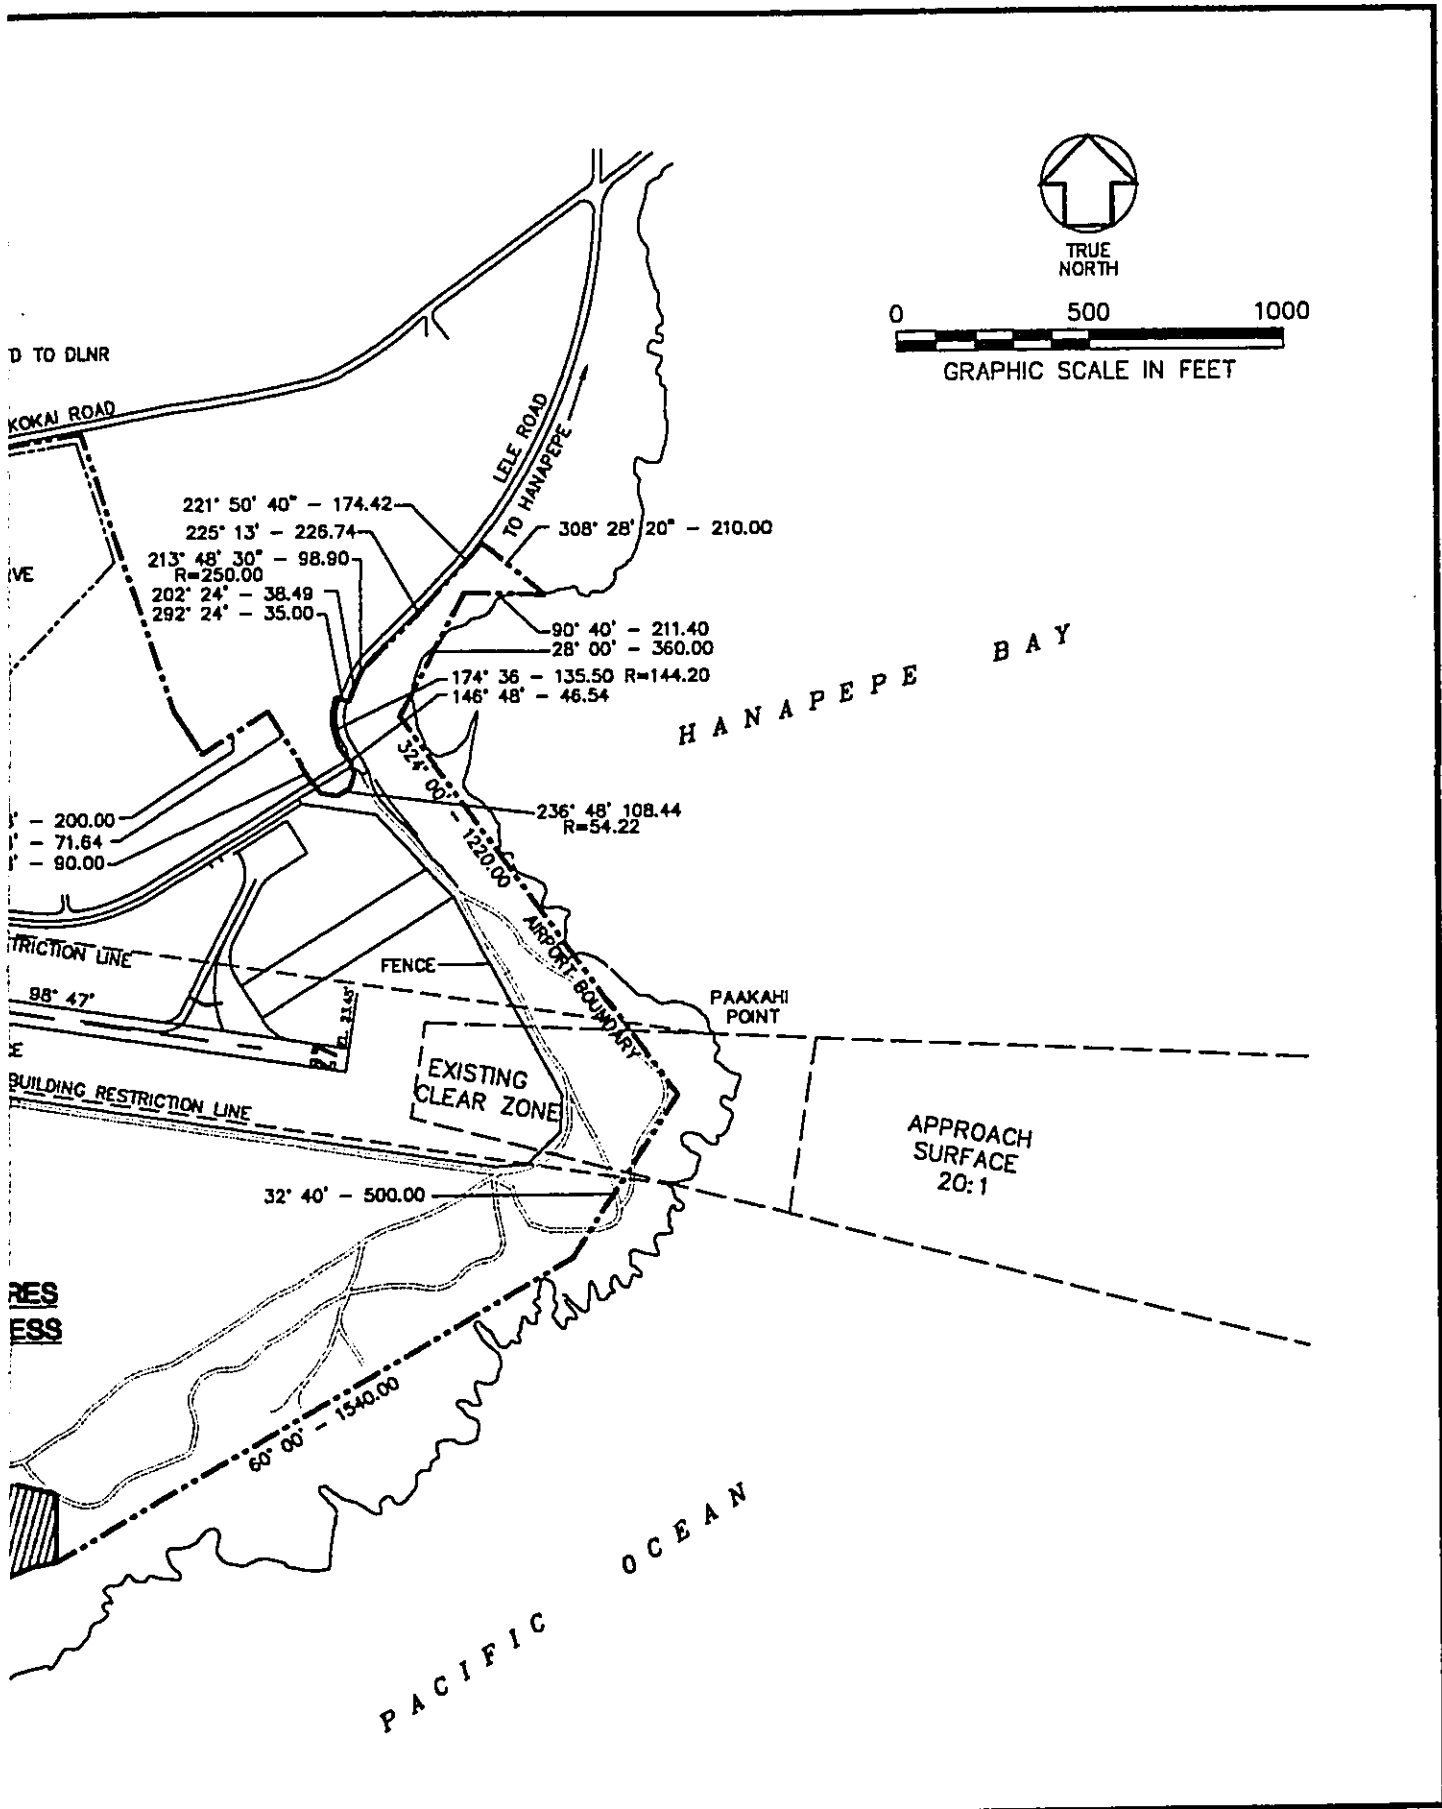 TRUE
NORTH
0 500 1000
GRAPHIC SCALE IN FEET
D TO DLNR
KOKAI ROAD
LELE ROAD
TO HANAPEPE
221° 50' 40" - 174.42
225° 13' - 226.74
308° 28' 20" - 210.00
213° 48' 30" - 98.90
R=250.00
VE
202° 24' - 38.49
292° 24' - 35.00
90° 40' - 211.40
28° 00' - 360.00
174° 36 - 135.50 R=144.20
146° 48' - 46.54
HANAPEPE BAY
324° 00' - 1220.00
236° 48' 108.44
R=54.22
' - 200.00
' - 71.64
' - 90.00
AIRPORT BOUNDARY
TRICTION LINE
FENCE
98° 47'
PAAKAHI
POINT
27
CE
EXISTING
CLEAR ZONE
BUILDING RESTRICTION LINE
APPROACH
SURFACE
20:1
32° 40' - 500.00
RES
ESS
60° 00' - 1540.00
PACIFIC OCEAN